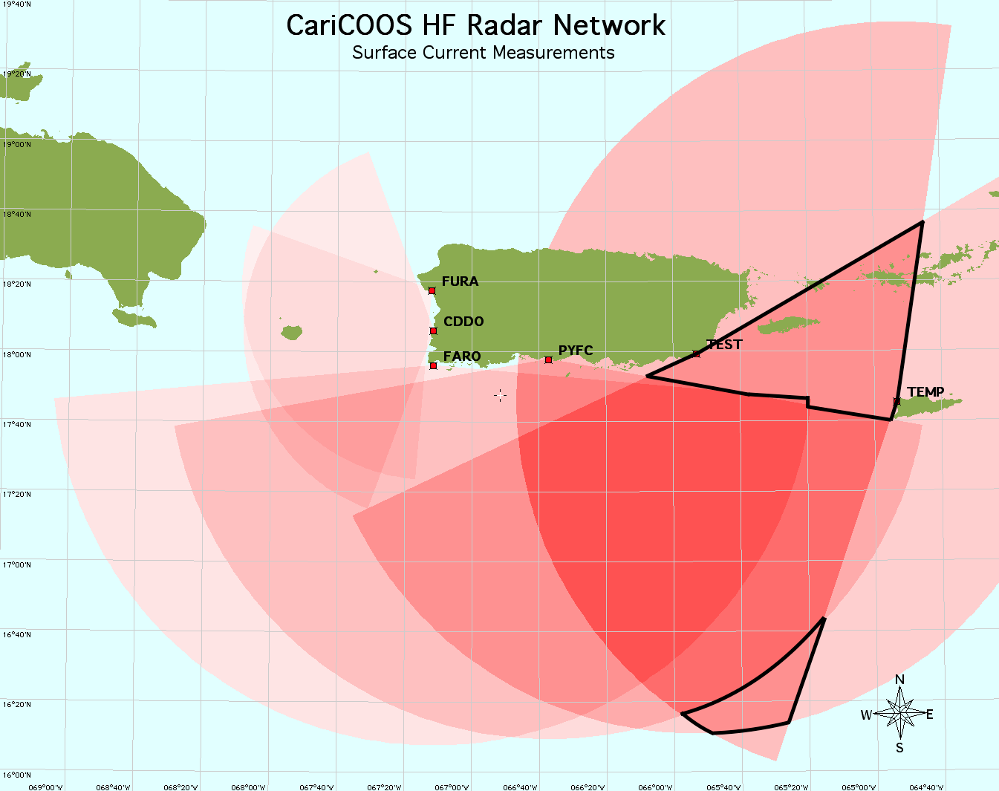 CariCOOS HF Radar Network
Surface Current Measurements
19°40'N
19°20'N
19°00'N
18°40'N
18°20'N
18°00'N
17°40'N
17°20'N
17°00'N
16°40'N
16°20'N
16°00'N
FURA
CDDO
FARO
PYFC
TEST
TEMP
N
W
E
S
069°00'W
068°40'W
068°20'W
068°00'W
067°40'W
067°20'W
067°00'W
066°40'W
066°20'W
066°00'W
065°40'W
065°20'W
065°00'W
064°40'W